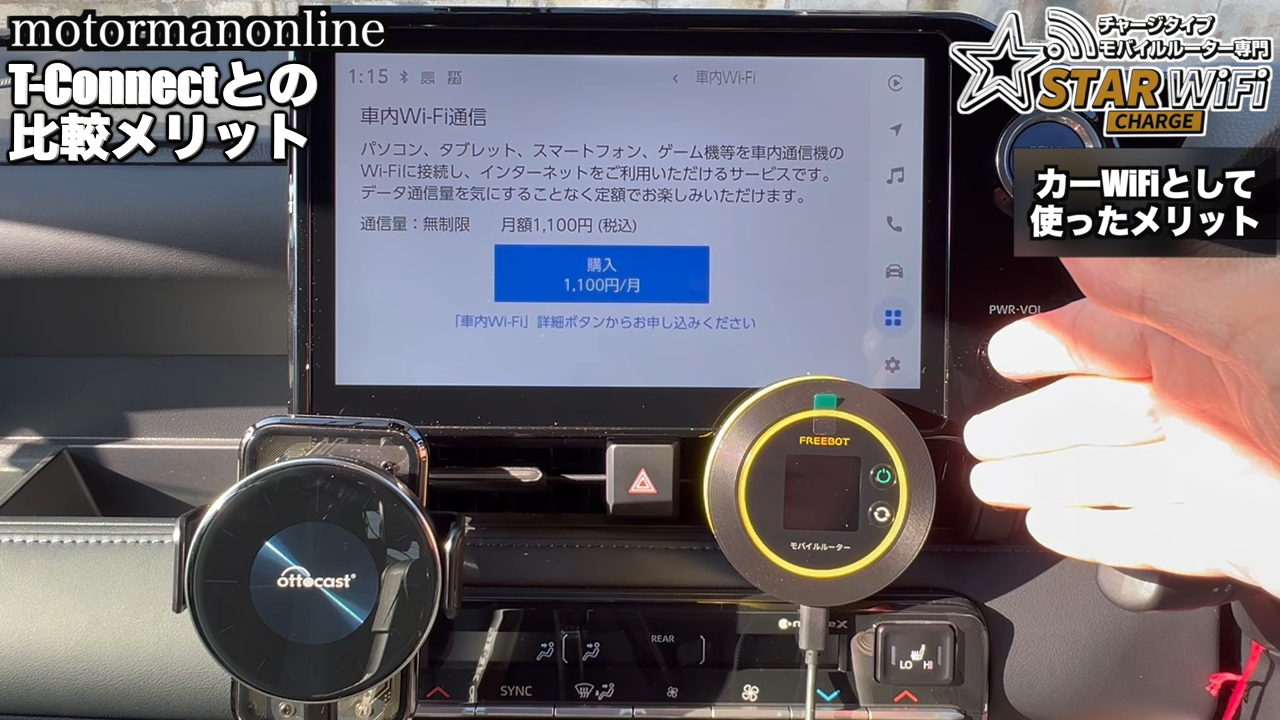 motormanonline
T-Connectとの
比較メリット
チャージタイプ
モバイルルーター専門
STAR WiFi
CHARGE
カーWiFiとして
使ったメリット
1:15
車内Wi-Fi
車内Wi-Fi通信
パソコン、タブレット、スマートフォン、ゲーム機等を車内通信機の
Wi-Fiに接続し、インターネットをご利用いただけるサービスです。
データ通信量を気にすることなく定額でお楽しみいただけます。
通信量：無制限 月額1,100円 (税込)
購入
1,100円/月
「車内Wi-Fi」詳細ボタンからお申し込みください
PWR-VOL
FREEBOT
モバイルルーター
ottocast
REAR
SYNC
LO HI